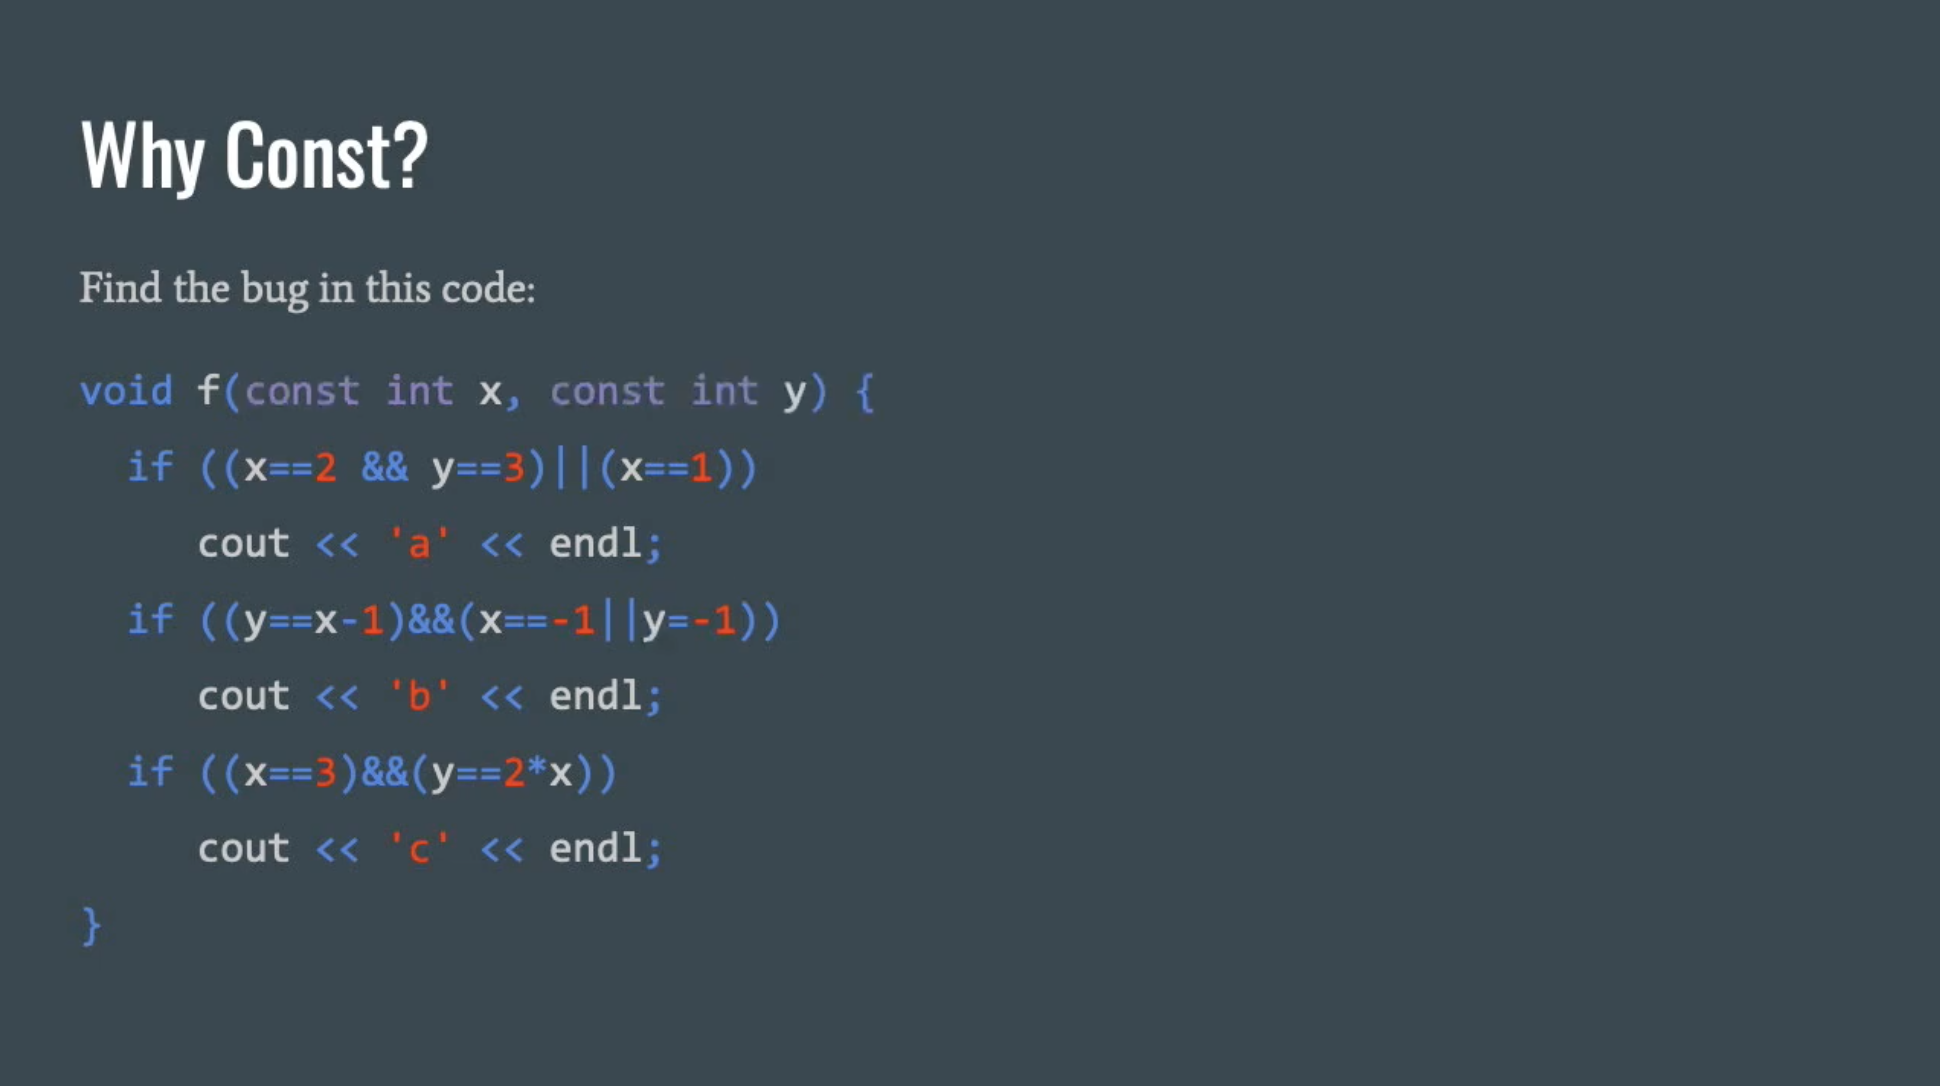 Why Const?
Find the bug in this code:
void f(const int x, const int y) {
  if ((x==2 && y==3)||(x==1))
     cout << 'a' << endl;
  if ((y==x-1)&&(x==-1||y=-1))
     cout << 'b' << endl;
  if ((x==3)&&(y==2*x))
     cout << 'c' << endl;
}